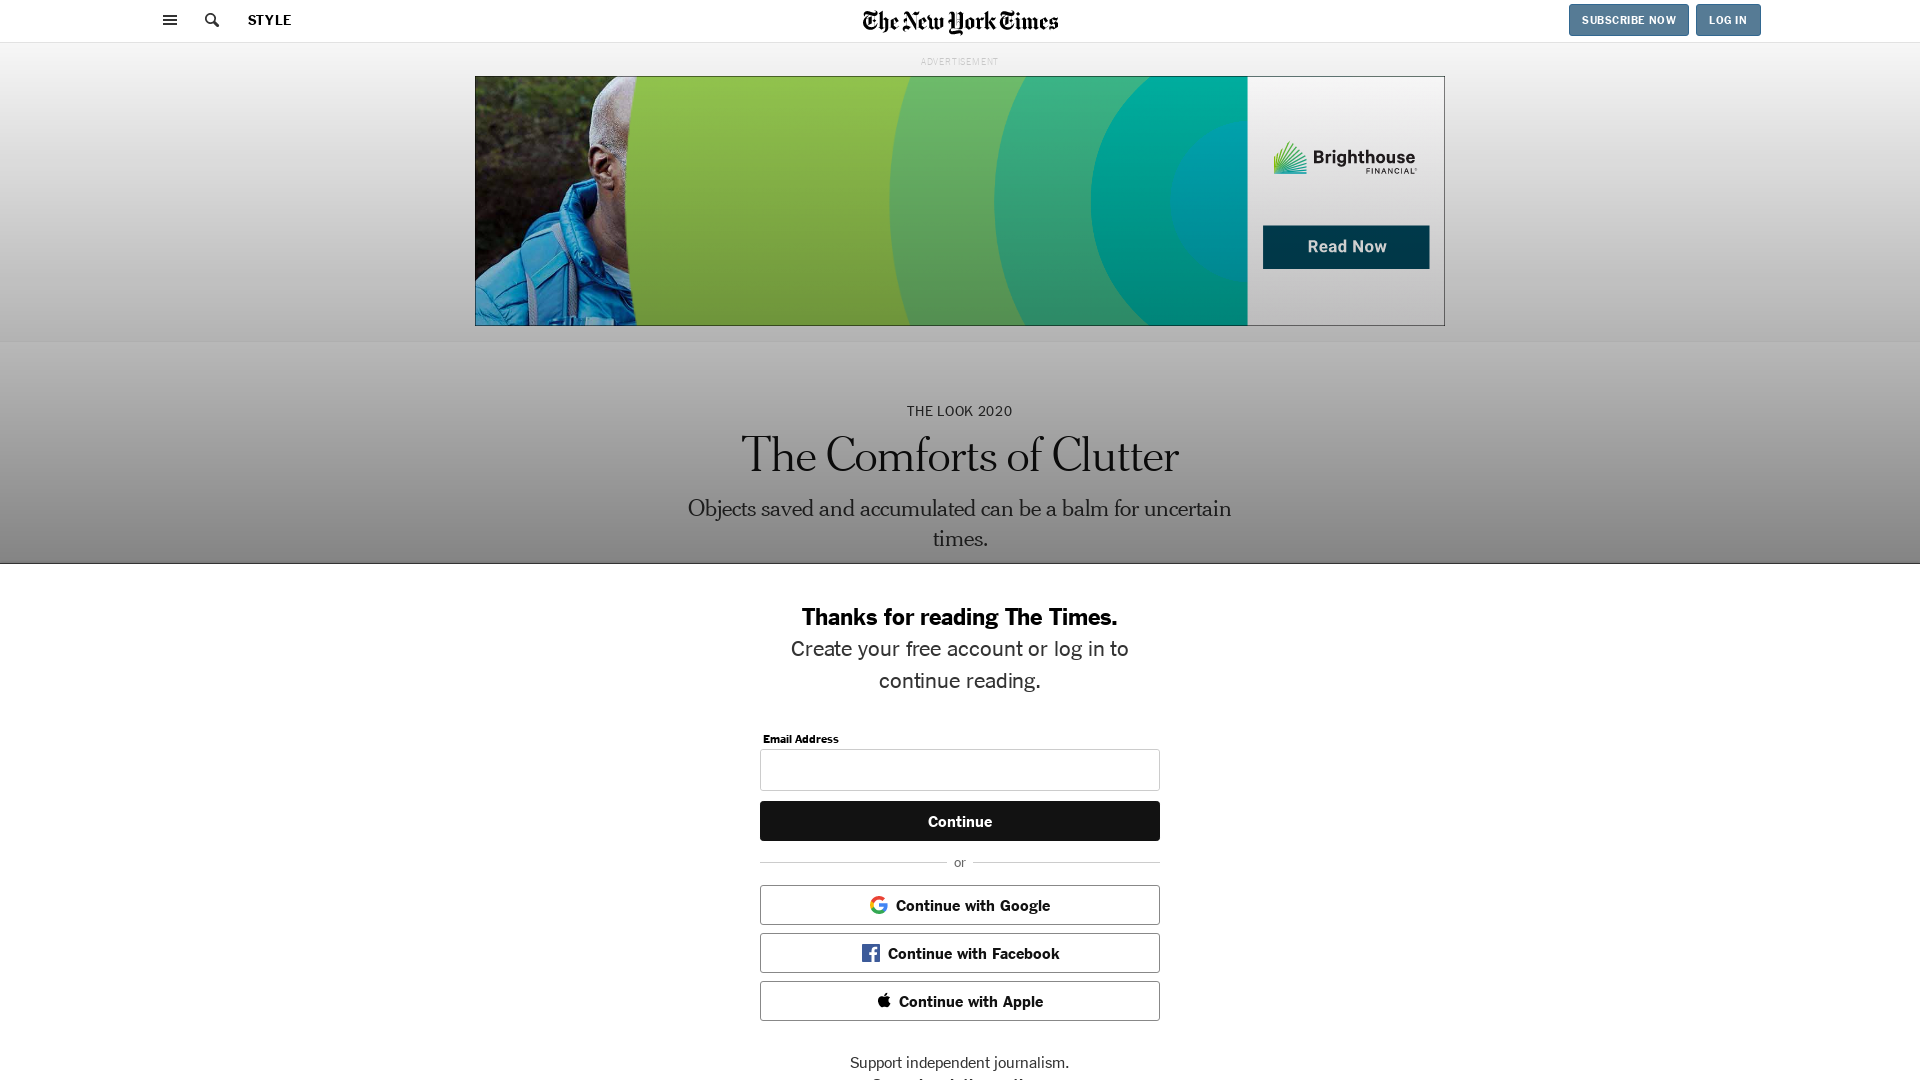 STYLE
The New York Times
SUBSCRIBE NOW
LOG IN
ADVERTISEMENT
Brighthouse
FINANCIAL
Read Now
THE LOOK 2020
The Comforts of Clutter
Objects saved and accumulated can be a balm for uncertain
times.
Thanks for reading The Times.
Create your free account or log in to
continue reading.
Email Address
Continue
or
Continue with Google
Continue with Facebook
Continue with Apple
Support independent journalism.